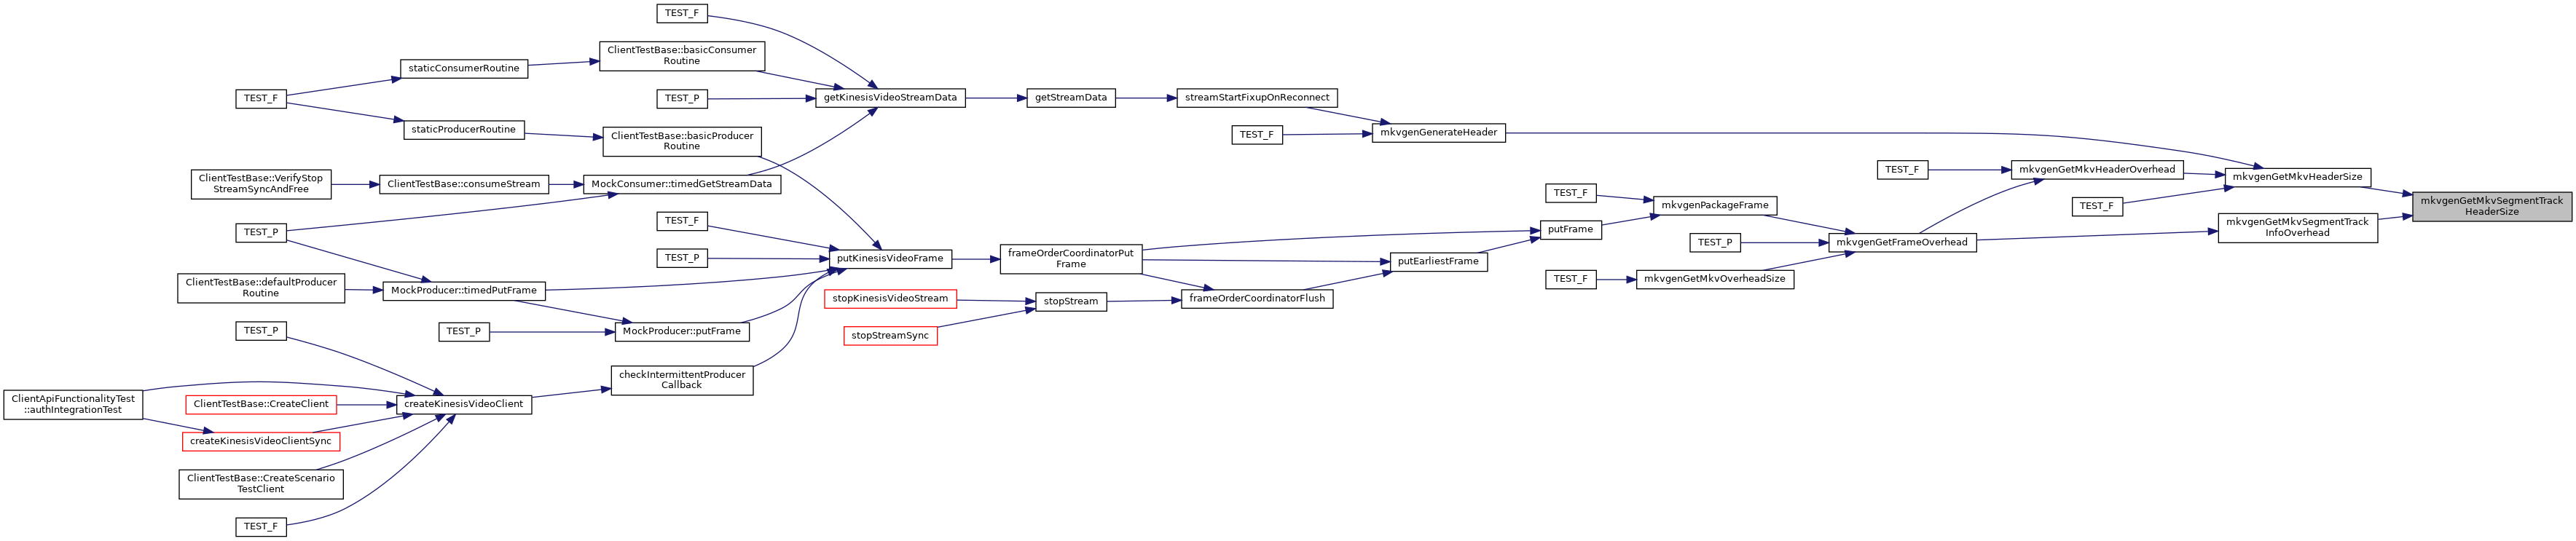 TEST_F
ClientTestBase::basicConsumer
Routine
staticConsumerRoutine
TEST_F
TEST_P
getKinesisVideoStreamData
getStreamData
streamStartFixupOnReconnect
staticProducerRoutine
ClientTestBase::basicProducer
Routine
TEST_F
mkvgenGenerateHeader
ClientTestBase::VerifyStop
StreamSyncAndFree
ClientTestBase::consumeStream
MockConsumer::timedGetStreamData
TEST_F
mkvgenGetMkvHeaderOverhead
mkvgenGetMkvHeaderSize
TEST_F
mkvgenPackageFrame
TEST_F
mkvgenGetMkvSegmentTrack
HeaderSize
TEST_P
TEST_F
putFrame
mkvgenGetMkvSegmentTrack
InfoOverhead
TEST_P
putKinesisVideoFrame
frameOrderCoordinatorPut
Frame
putEarliestFrame
TEST_P
mkvgenGetFrameOverhead
ClientTestBase::defaultProducer
Routine
MockProducer::timedPutFrame
TEST_F
mkvgenGetMkvOverheadSize
stopKinesisVideoStream
stopStream
frameOrderCoordinatorFlush
TEST_P
TEST_P
MockProducer::putFrame
stopStreamSync
checkIntermittentProducer
Callback
ClientApiFunctionalityTest
::authIntegrationTest
ClientTestBase::CreateClient
createKinesisVideoClient
createKinesisVideoClientSync
ClientTestBase::CreateScenario
TestClient
TEST_F